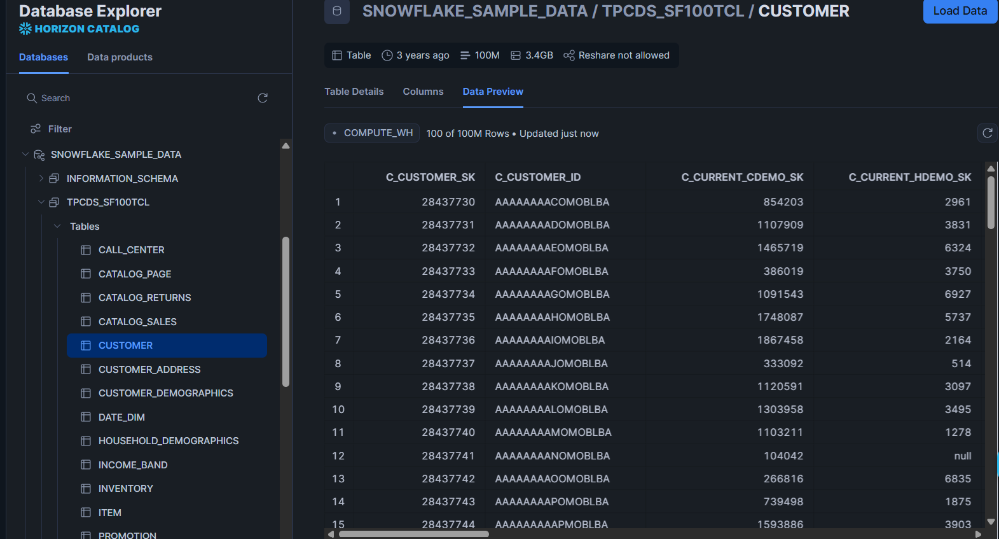 Database Explorer
HORIZON CATALOG
Databases Data products
Search
Filter
SNOWFLAKE_SAMPLE_DATA
INFORMATION_SCHEMA
TPCDS_SF100TCL
Tables
CALL_CENTER
CATALOG_PAGE
CATALOG_RETURNS
CATALOG_SALES
CUSTOMER
CUSTOMER_ADDRESS
CUSTOMER_DEMOGRAPHICS
DATE_DIM
HOUSEHOLD_DEMOGRAPHICS
INCOME_BAND
INVENTORY
ITEM
PROMOTION
SNOWFLAKE_SAMPLE_DATA / TPCDS_SF100TCL / CUSTOMER
Load Data
Table 3 years ago 100M 3.4GB Reshare not allowed
Table Details Columns Data Preview
COMPUTE_WH 100 of 100M Rows • Updated just now
C_CUSTOMER_SK C_CUSTOMER_ID C_CURRENT_CDEMO_SK C_CURRENT_HDEMO_SK
1 28437730 AAAAAAAACOMOBLBA 854203 2961
2 28437731 AAAAAAAADOMOBLBA 1107909 3831
3 28437732 AAAAAAAAEOMOBLBA 1465719 6324
4 28437733 AAAAAAAAFOMOBLBA 386019 3750
5 28437734 AAAAAAAAGOMOBLBA 1091543 6927
6 28437735 AAAAAAAAHOMOBLBA 1748087 5737
7 28437736 AAAAAAAAIOMOBLBA 1867458 2164
8 28437737 AAAAAAAAJOMOBLBA 333092 514
9 28437738 AAAAAAAAKOMOBLBA 1120591 3097
10 28437739 AAAAAAAALOMOBLBA 1303958 3495
11 28437740 AAAAAAAAMOMOBLBA 1103211 1278
12 28437741 AAAAAAAANOMOBLBA 104042 null
13 28437742 AAAAAAAAOOMOBLBA 266816 6835
14 28437743 AAAAAAAAPOMOBLBA 739498 1875
15 28437744 AAAAAAAAAPMOBLBA 1593886 3903